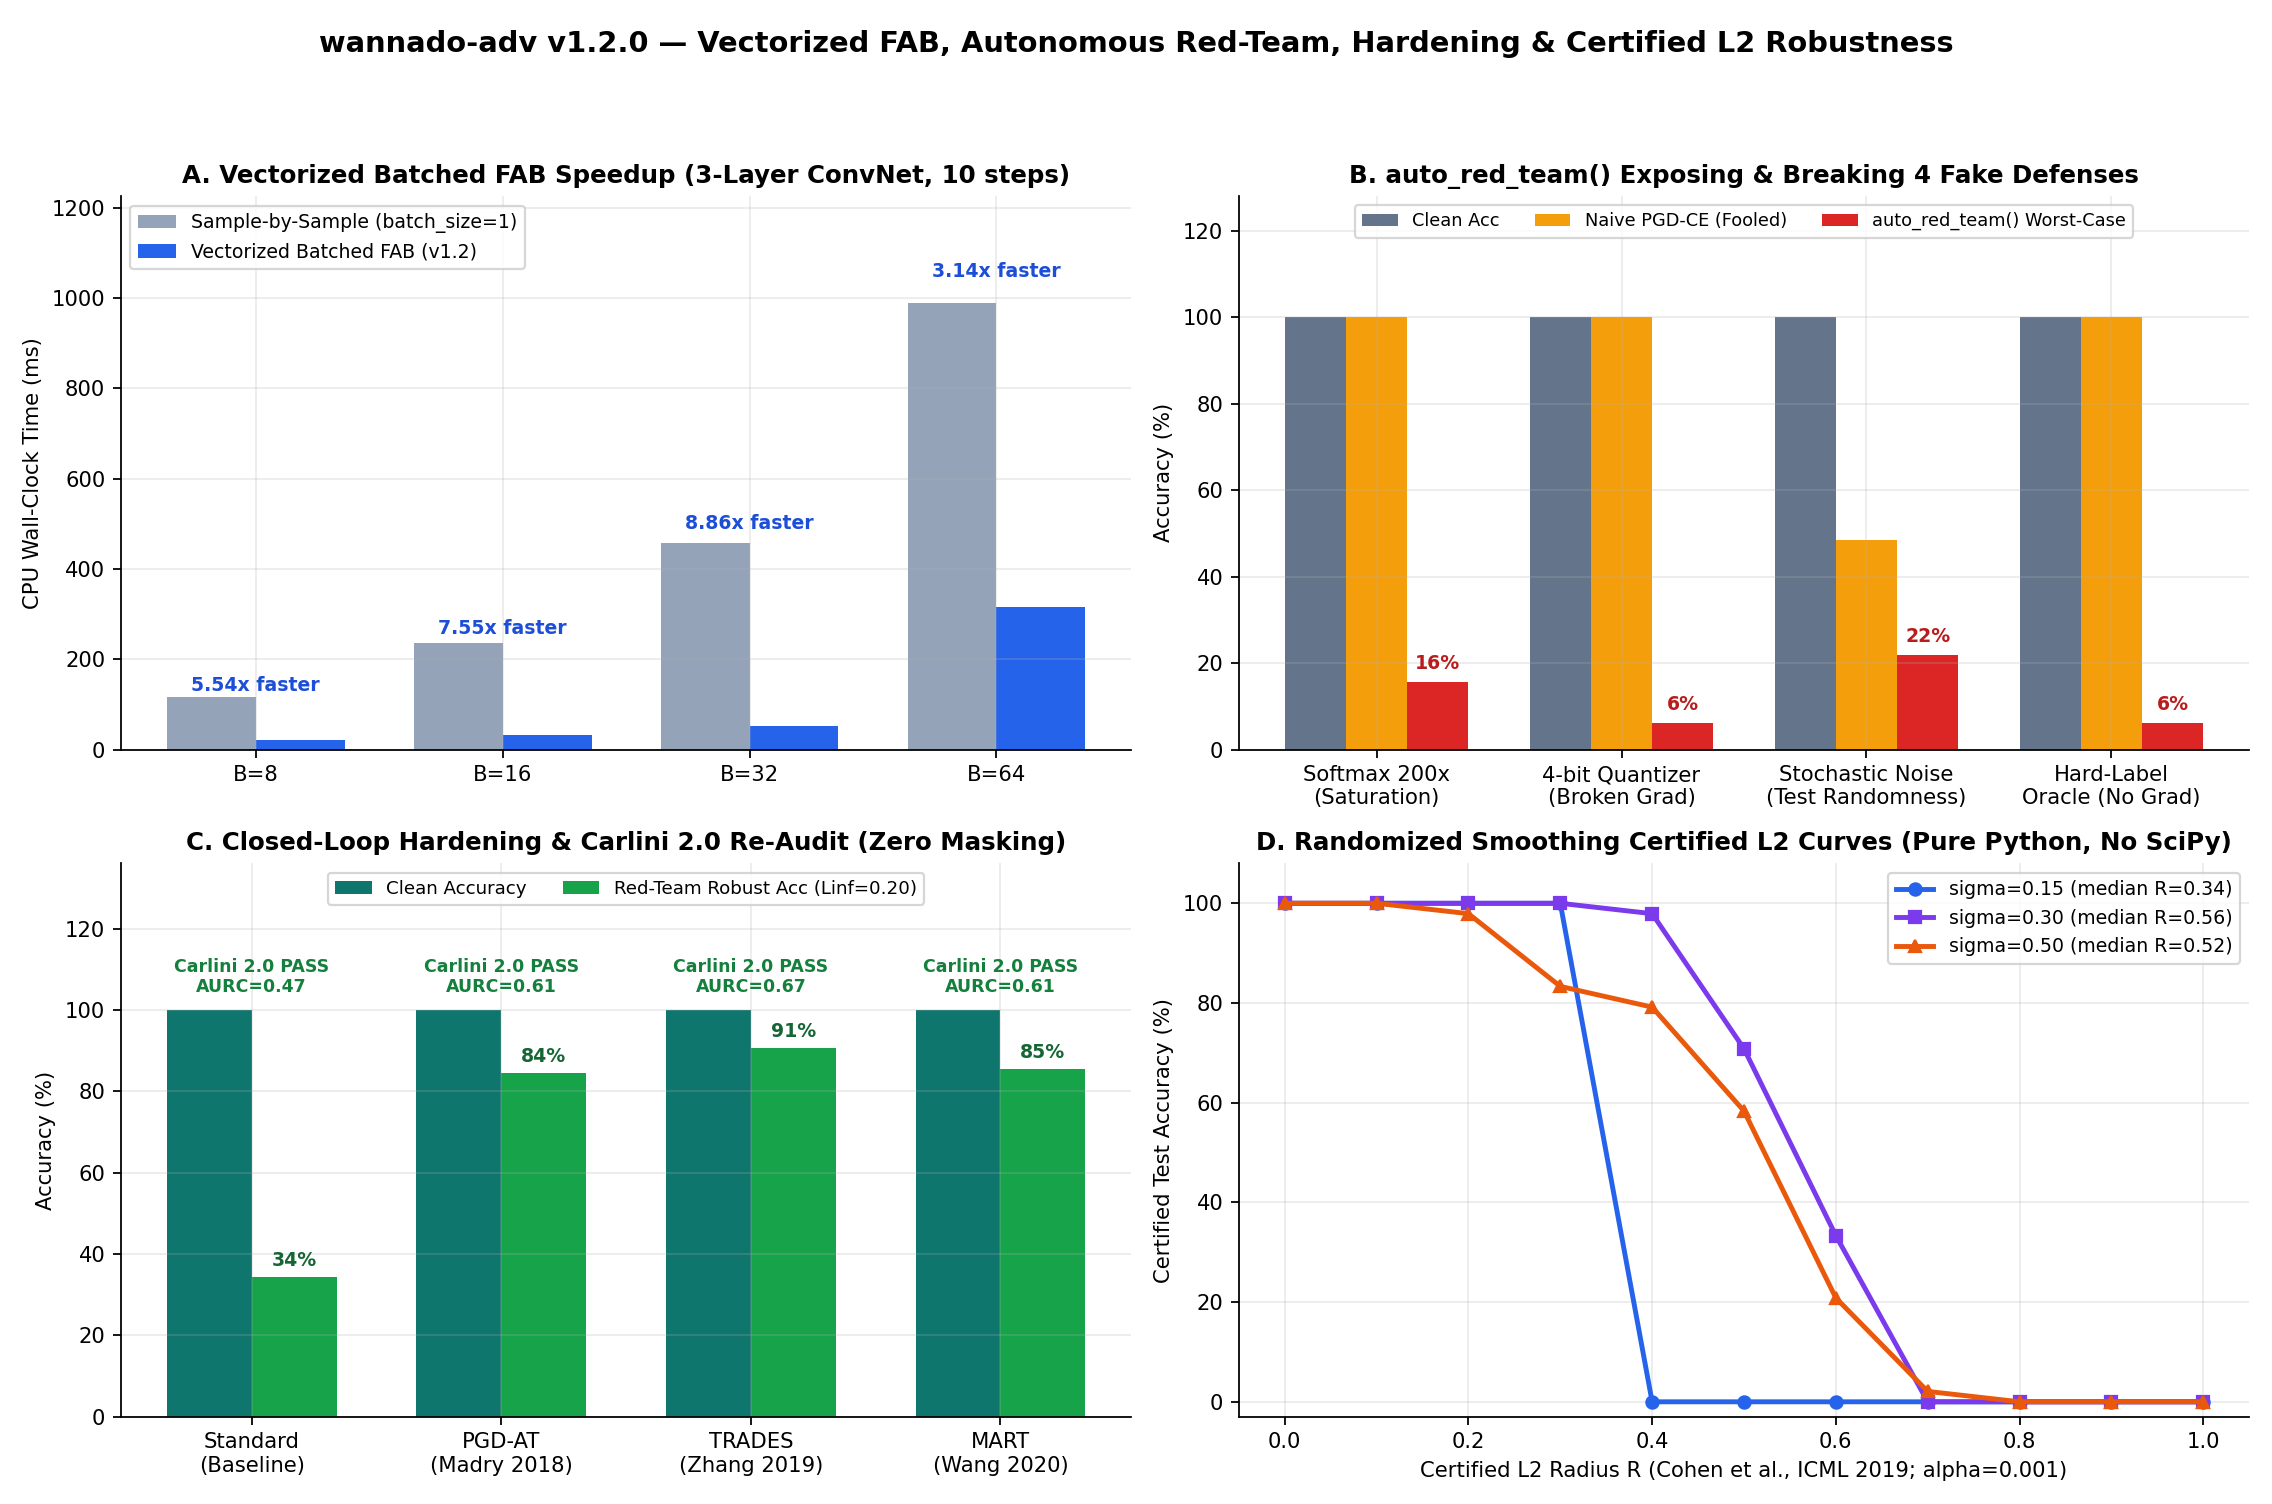 wannado-adv v1.2.0 — Vectorized FAB, Autonomous Red-Team, Hardening & Certified L2 Robustness
A. Vectorized Batched FAB Speedup (3-Layer ConvNet, 10 steps)
Sample-by-Sample (batch_size=1)
Vectorized Batched FAB (v1.2)
CPU Wall-Clock Time (ms)
1200
1000
800
600
400
200
0
5.54x faster
7.55x faster
8.86x faster
3.14x faster
B=8
B=16
B=32
B=64
B. auto_red_team() Exposing & Breaking 4 Fake Defenses
Clean Acc
Naive PGD-CE (Fooled)
auto_red_team() Worst-Case
Accuracy (%)
120
100
80
60
40
20
0
16%
6%
22%
6%
Softmax 200x
(Saturation)
4-bit Quantizer
(Broken Grad)
Stochastic Noise
(Test Randomness)
Hard-Label
Oracle (No Grad)
C. Closed-Loop Hardening & Carlini 2.0 Re-Audit (Zero Masking)
Clean Accuracy
Red-Team Robust Acc (Linf=0.20)
Accuracy (%)
120
100
80
60
40
20
0
Carlini 2.0 PASS
AURC=0.47
Carlini 2.0 PASS
AURC=0.61
Carlini 2.0 PASS
AURC=0.67
Carlini 2.0 PASS
AURC=0.61
34%
84%
91%
85%
Standard
(Baseline)
PGD-AT
(Madry 2018)
TRADES
(Zhang 2019)
MART
(Wang 2020)
D. Randomized Smoothing Certified L2 Curves (Pure Python, No SciPy)
sigma=0.15 (median R=0.34)
sigma=0.30 (median R=0.56)
sigma=0.50 (median R=0.52)
Certified Test Accuracy (%)
100
80
60
40
20
0
0.0
0.2
0.4
0.6
0.8
1.0
Certified L2 Radius R (Cohen et al., ICML 2019; alpha=0.001)